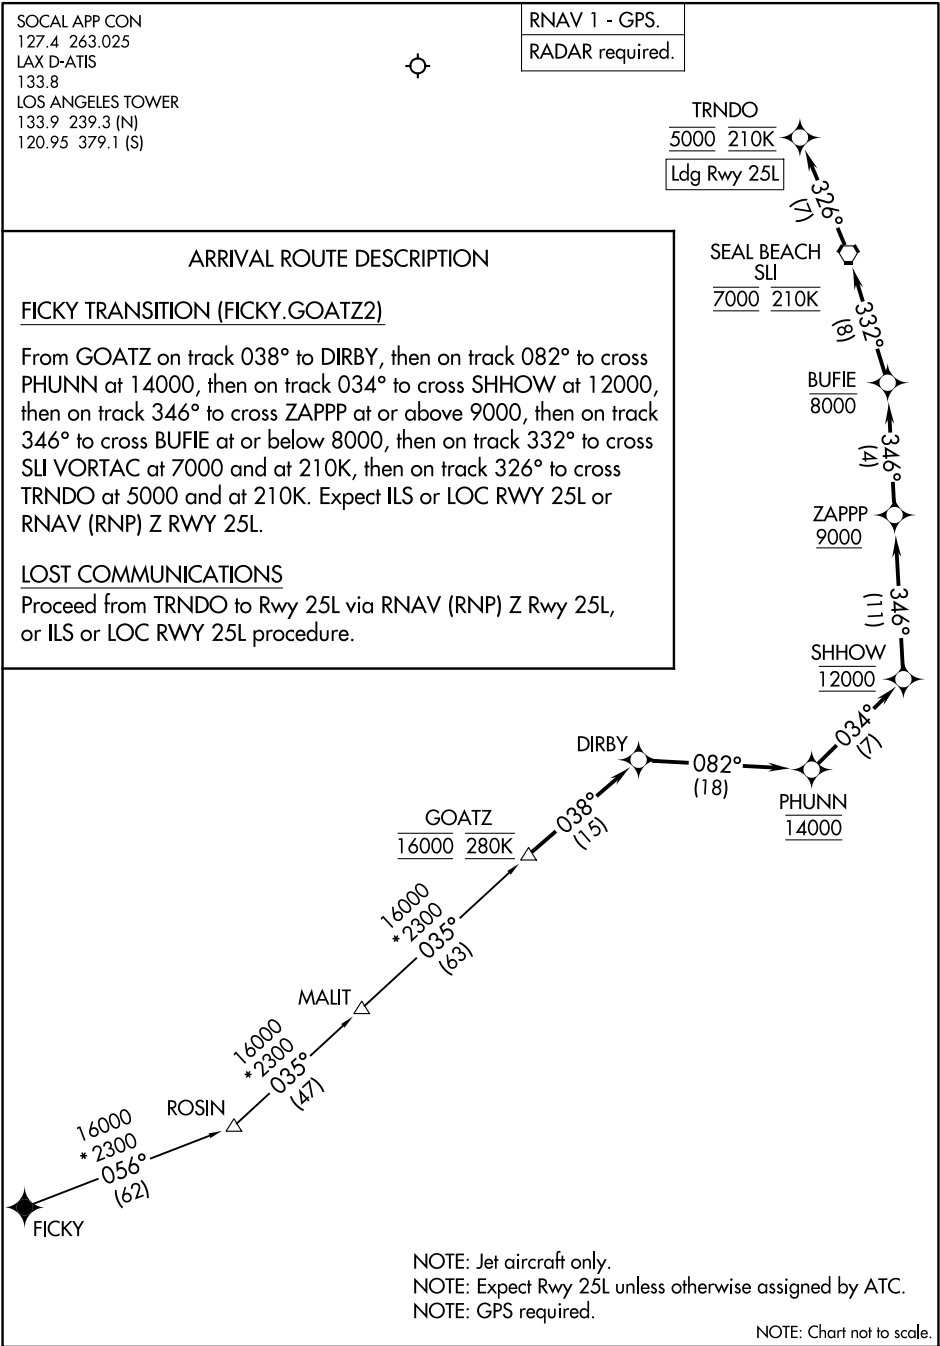 SOCAL APP CON
127.4 263.025
LAX D-ATIS
133.8
LOS ANGELES TOWER
133.9 239.3 (N)
120.95 379.1 (S)
RNAV 1 - GPS.
RADAR required.
TRNDO
5000 210K
Ldg Rwy 25L
326°
(7)
SEAL BEACH
SLI
7000 210K
332°
(8)
BUFIE
8000
346°
(4)
ZAPPP
9000
346°
(11)
SHHOW
12000
034°
(7)
ARRIVAL ROUTE DESCRIPTION
FICKY TRANSITION (FICKY.GOATZ2)
From GOATZ on track 038° to DIRBY, then on track 082° to cross
PHUNN at 14000, then on track 034° to cross SHHOW at 12000,
then on track 346° to cross ZAPPP at or above 9000, then on track
346° to cross BUFIE at or below 8000, then on track 332° to cross
SLI VORTAC at 7000 and at 210K, then on track 326° to cross
TRNDO at 5000 and at 210K. Expect ILS or LOC RWY 25L or
RNAV (RNP) Z RWY 25L.
LOST COMMUNICATIONS
Proceed from TRNDO to Rwy 25L via RNAV (RNP) Z Rwy 25L,
or ILS or LOC RWY 25L procedure.
DIRBY
082°
(18)
PHUNN
14000
GOATZ
16000 280K
038°
(15)
16000
*2300
035°
(63)
MALIT
16000
*2300
035°
(47)
ROSIN
16000
*2300
056°
(62)
FICKY
NOTE: Jet aircraft only.
NOTE: Expect Rwy 25L unless otherwise assigned by ATC.
NOTE: GPS required.
NOTE: Chart not to scale.